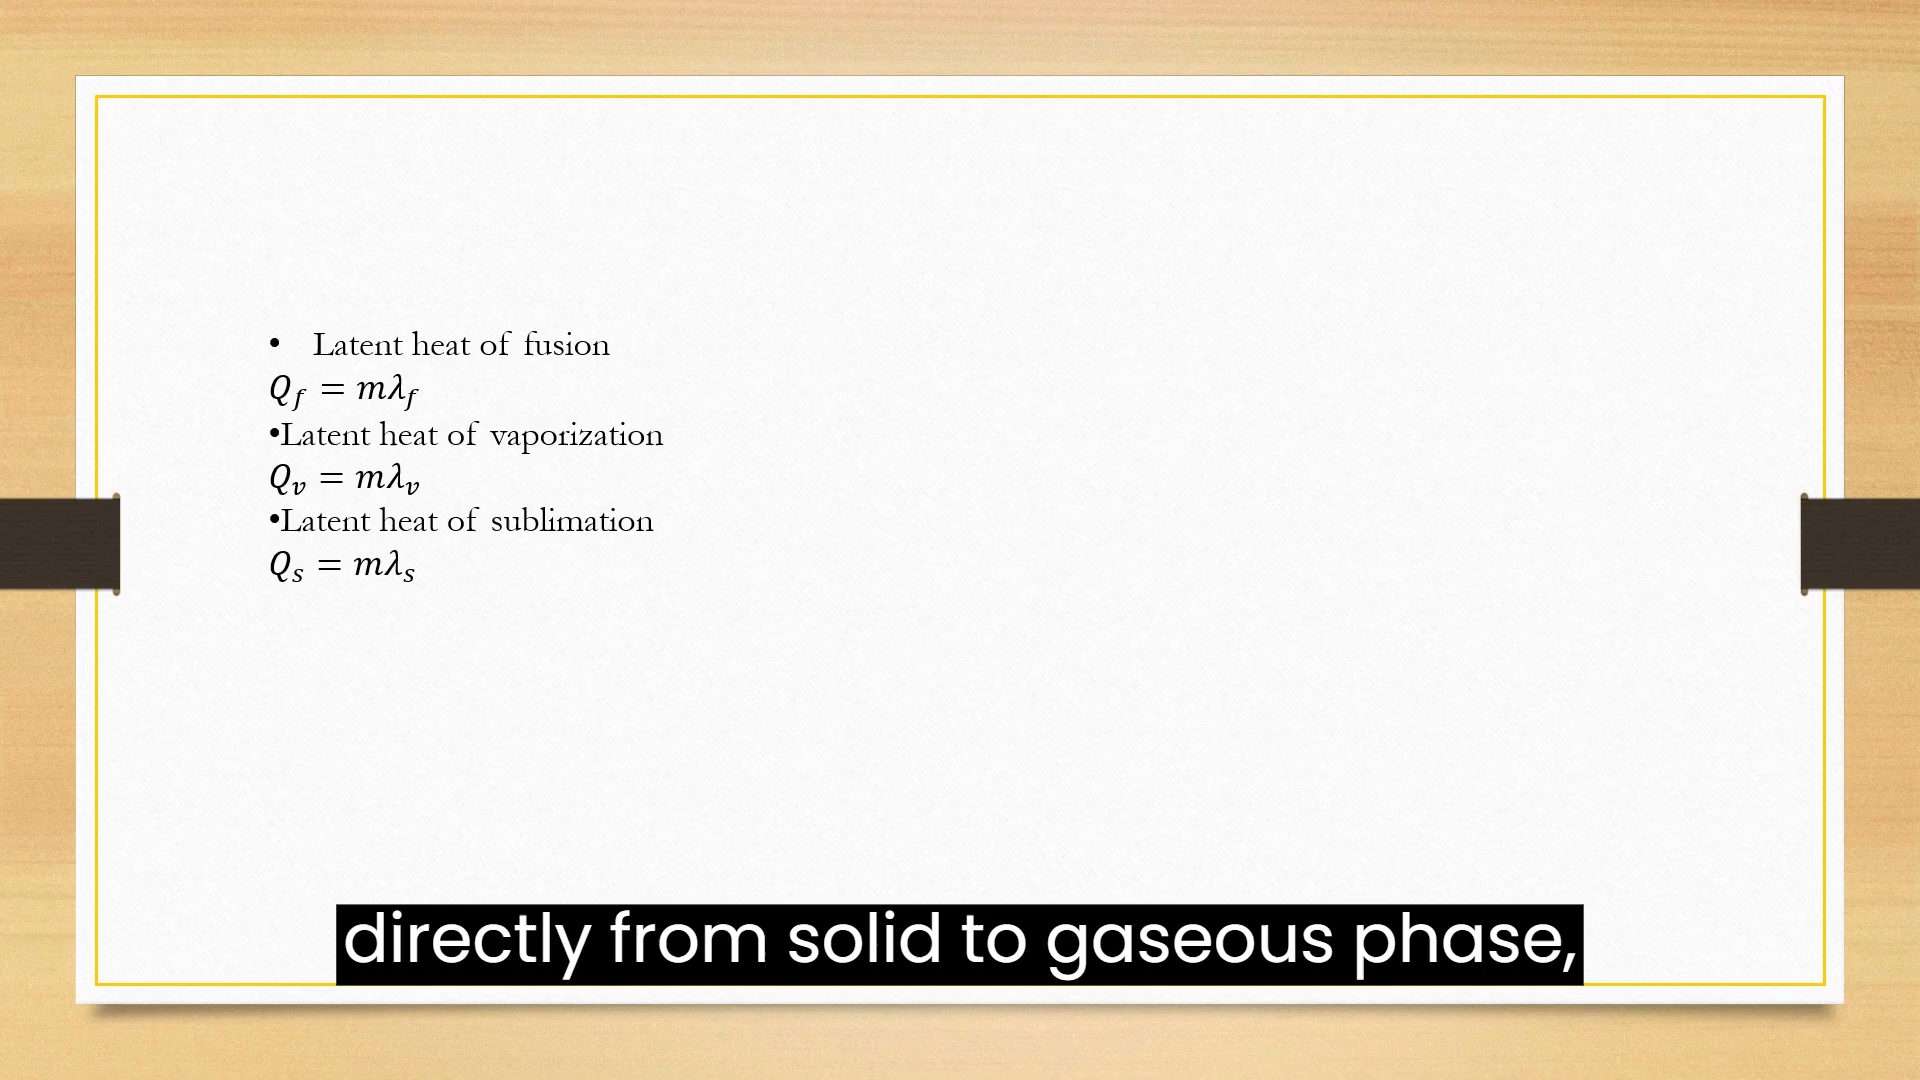 • Latent heat of fusion
𝑄_𝑓 = 𝑚𝜆_𝑓
•Latent heat of vaporization
𝑄_𝑣 = 𝑚𝜆_𝑣
•Latent heat of sublimation
𝑄_𝑠 = 𝑚𝜆_𝑠
directly from solid to gaseous phase,